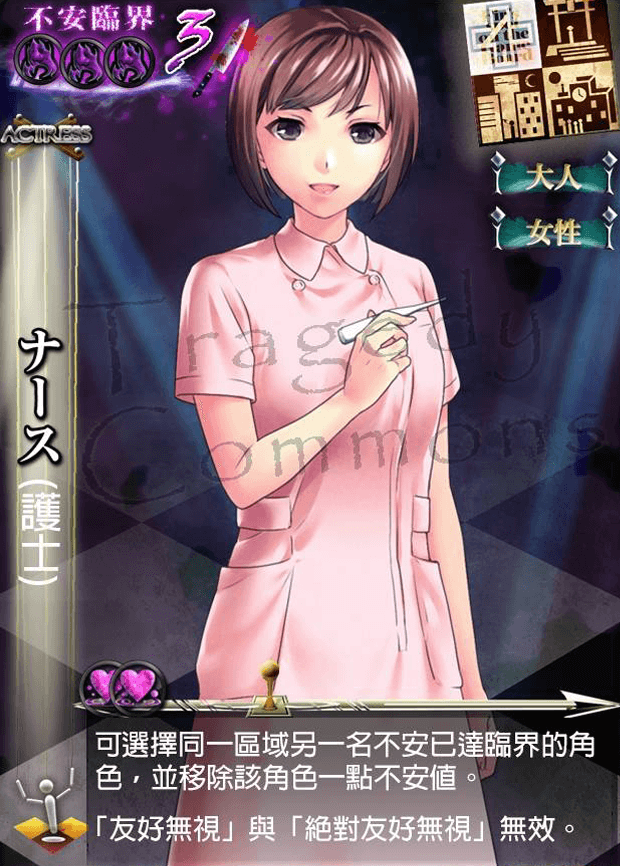 不安臨界 3
ACTRESS
大人
女性
Tragedy
Commons
ナース(護士)
可選擇同一區域另一名不安已達臨界的角
色，並移除該角色一點不安值。
「友好無視」與「絕對友好無視」無效。